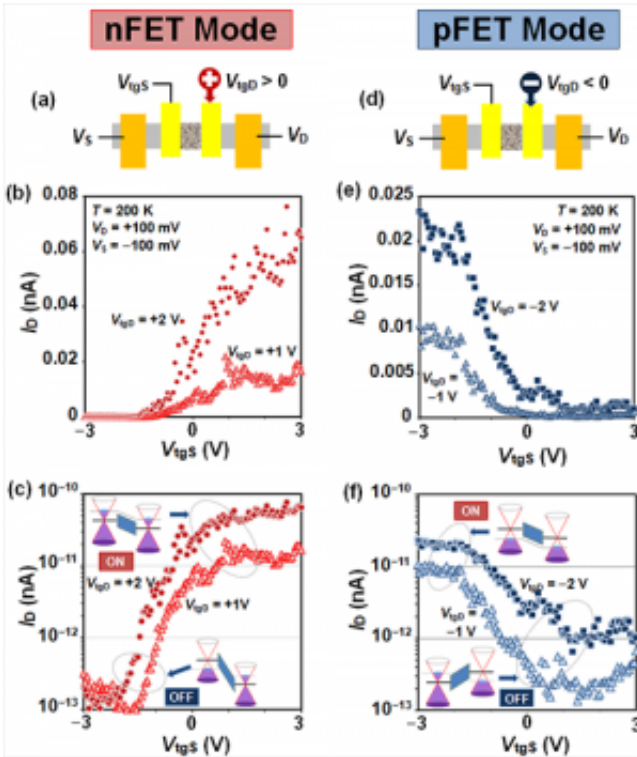 nFET Mode
pFET Mode
(a)
VtgS
VtgD > 0
VS
VD
(d)
VtgS
VtgD < 0
VS
VD
(b)
ID (nA)
0.08
0.06
0.04
0.02
0
T = 200 K
VD = +100 mV
VS = −100 mV
VtgD = +2 V
VtgD = +1 V
−3
0
3
VtgS (V)
(e)
ID (nA)
0.025
0.02
0.015
0.01
0.005
0
T = 200 K
VD = +100 mV
VS = −100 mV
VtgD = −2 V
VtgD =
−1 V
−3
0
3
VtgS (V)
(c)
ID (nA)
10⁻¹⁰
10⁻¹¹
10⁻¹²
10⁻¹³
ON
VtgD = +2 V
VtgD = +1V
OFF
−3
0
3
VtgS (V)
(f)
ID (nA)
10⁻¹⁰
10⁻¹¹
10⁻¹²
10⁻¹³
ON
VtgD = −2 V
VtgD =
−1 V
OFF
−3
0
3
VtgS (V)